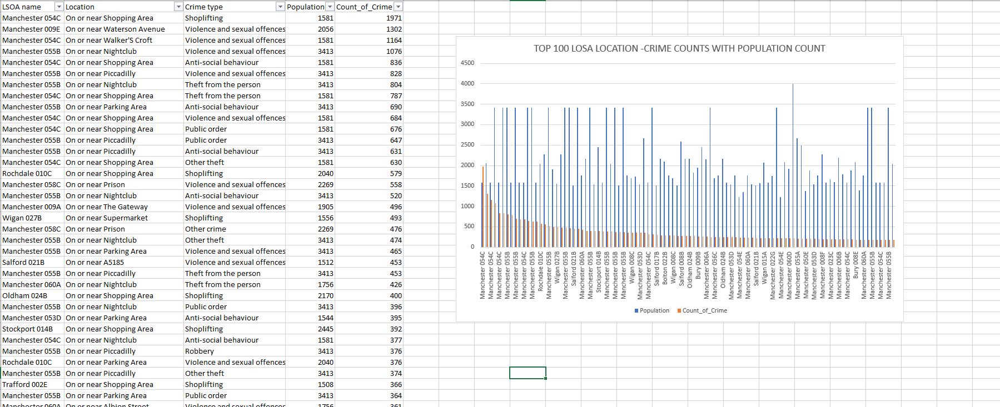 LSOA name Location Crime type Population Count_of_Crime
Manchester 054C On or near Shopping Area Shoplifting 1581 1971
Manchester 009E On or near Waterson Avenue Violence and sexual offences 2056 1302
Manchester 054C On or near Walker'S Croft Violence and sexual offences 1581 1164
Manchester 055B On or near Nightclub Violence and sexual offences 3413 1076
Manchester 054C On or near Shopping Area Anti-social behaviour 1581 836
Manchester 055B On or near Piccadilly Violence and sexual offences 3413 828
Manchester 055B On or near Nightclub Theft from the person 3413 804
Manchester 054C On or near Shopping Area Theft from the person 1581 787
Manchester 055B On or near Parking Area Anti-social behaviour 3413 690
Manchester 054C On or near Shopping Area Violence and sexual offences 1581 684
Manchester 054C On or near Shopping Area Public order 1581 676
Manchester 055B On or near Piccadilly Public order 3413 647
Manchester 055B On or near Piccadilly Anti-social behaviour 3413 631
Manchester 054C On or near Shopping Area Other theft 1581 630
Rochdale 010C On or near Shopping Area Shoplifting 2040 579
Manchester 058C On or near Prison Violence and sexual offences 2269 558
Manchester 055B On or near Nightclub Anti-social behaviour 3413 520
Manchester 009A On or near The Gateway Violence and sexual offences 1905 496
Wigan 027B On or near Supermarket Shoplifting 1556 493
Manchester 058C On or near Prison Other crime 2269 476
Manchester 055B On or near Nightclub Other theft 3413 474
Manchester 055B On or near Parking Area Violence and sexual offences 3413 465
Salford 021B On or near A5185 Violence and sexual offences 1512 453
Manchester 055B On or near Piccadilly Theft from the person 3413 453
Manchester 060A On or near Nightclub Theft from the person 1756 426
Oldham 024B On or near Shopping Area Shoplifting 2170 400
Manchester 055B On or near Nightclub Public order 3413 396
Manchester 053D On or near Parking Area Anti-social behaviour 1544 395
Stockport 014B On or near Shopping Area Shoplifting 2445 392
Manchester 054C On or near Nightclub Anti-social behaviour 1581 377
Manchester 055B On or near Piccadilly Robbery 3413 376
Rochdale 010C On or near Parking Area Violence and sexual offences 2040 376
Manchester 055B On or near Piccadilly Other theft 3413 374
Trafford 002E On or near Shopping Area Shoplifting 1508 366
Manchester 055B On or near Parking Area Public order 3413 364
Manchester 060A On or near Albion Street Violence and sexual offences 1756 361
TOP 100 LOSA LOCATION -CRIME COUNTS WITH POPULATION COUNT
4500
4000
3500
3000
2500
2000
1500
1000
500
0
Manchester 054C
Manchester 054C
Manchester 054C
Manchester 055B
Manchester 055B
Manchester 054C
Manchester 055B
Rochdale 010C
Manchester 055B
Wigan 027B
Manchester 055B
Salford 021B
Manchester 060A
Manchester 055B
Stockport 014B
Manchester 055B
Manchester 055B
Manchester 055B
Wigan 008C
Manchester 053D
Manchester 054C
Salford 017B
Bolton 022B
Wigan 008C
Salford 008B
Oldham 024B
Bury 009B
Manchester 006A
Manchester 056C
Oldham 024B
Manchester 053D
Manchester 054E
Manchester 060A
Salford 021B
Wigan 015A
Manchester 022G
Manchester 054E
Manchester 060D
Manchester 055A
Manchester 050E
Manchester 053D
Manchester 008F
Manchester 023C
Manchester 006B
Manchester 054C
Bury 008E
Manchester 060A
Manchester 055B
Manchester 054C
Manchester 055B
Population Count_of_Crime